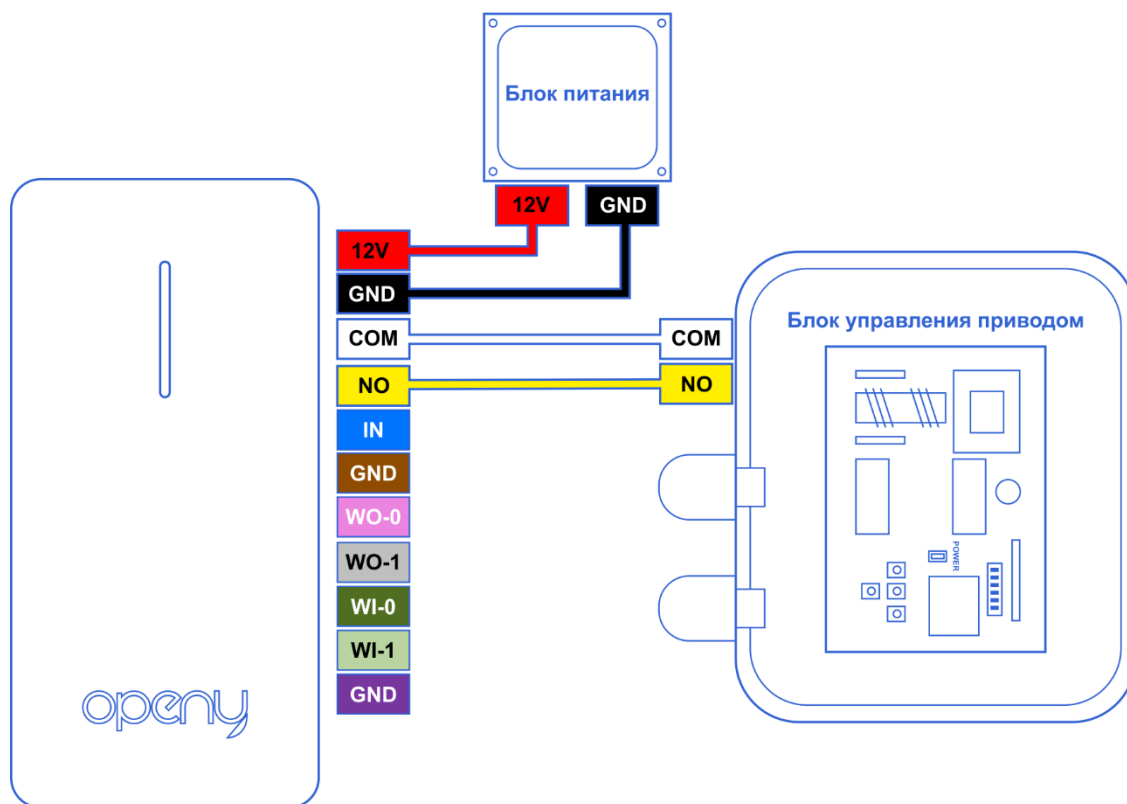 Блок питания
12V
GND
12V
GND
COM
NO
IN
GND
WO-0
WO-1
WI-0
WI-1
GND
openy
COM
NO
Блок управления приводом
POWER